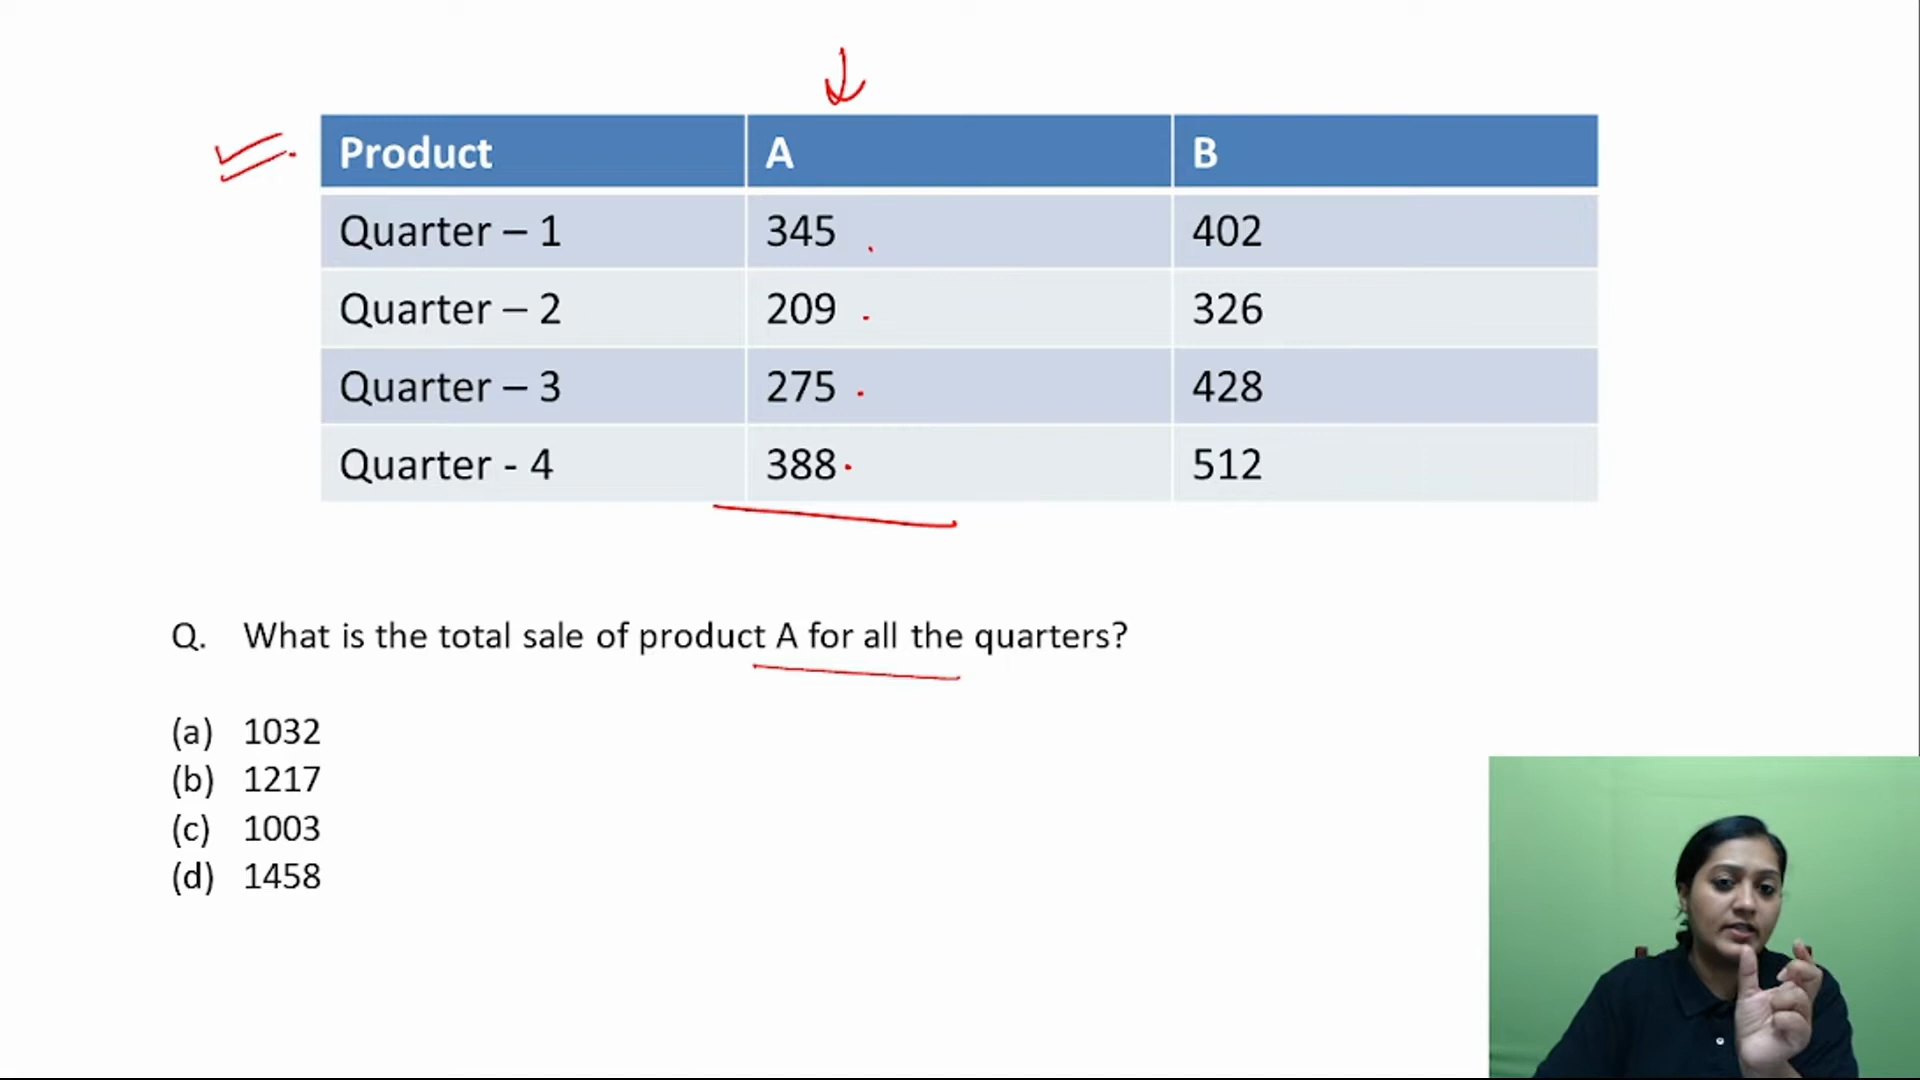 Product A B
Quarter – 1 345 402
Quarter – 2 209 326
Quarter – 3 275 428
Quarter - 4 388 512
Q. What is the total sale of product A for all the quarters?
(a) 1032
(b) 1217
(c) 1003
(d) 1458